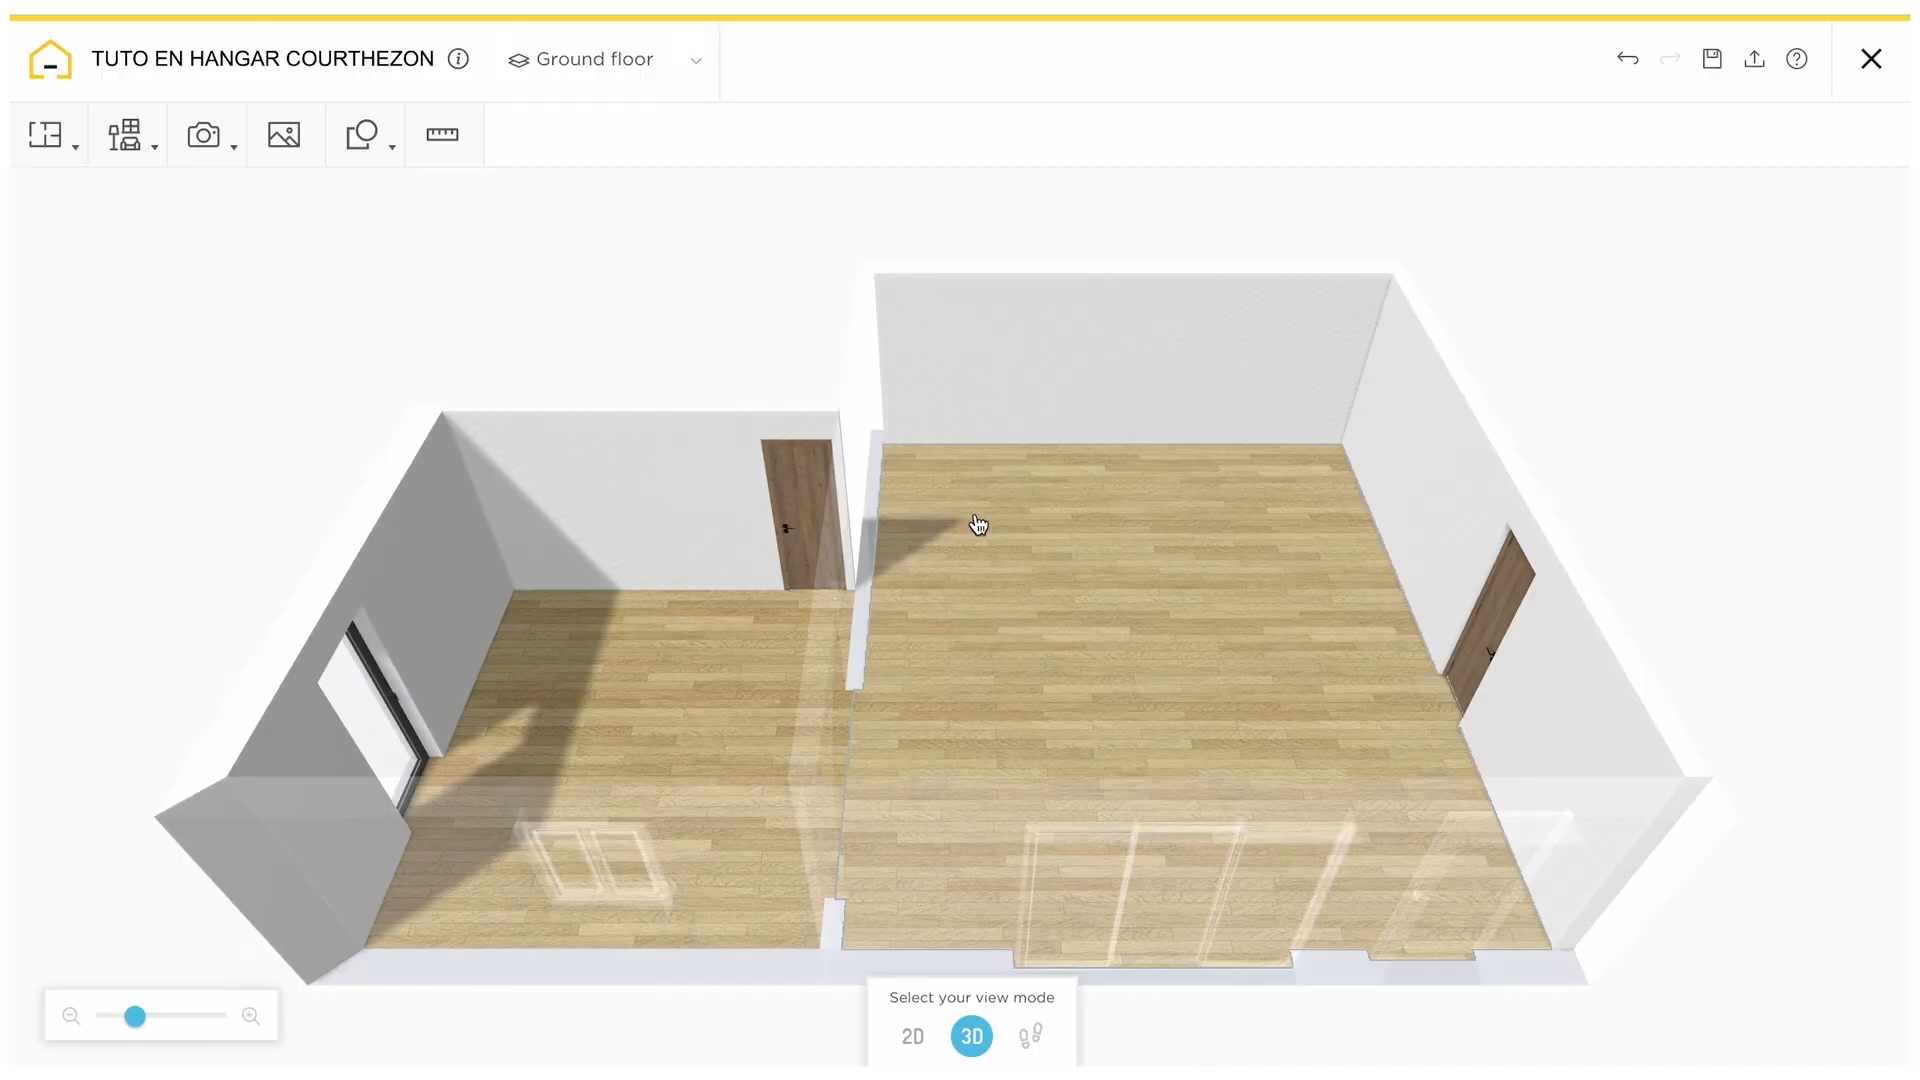 TUTO EN HANGAR COURTHEZON
Ground floor
Select your view mode
2D
3D